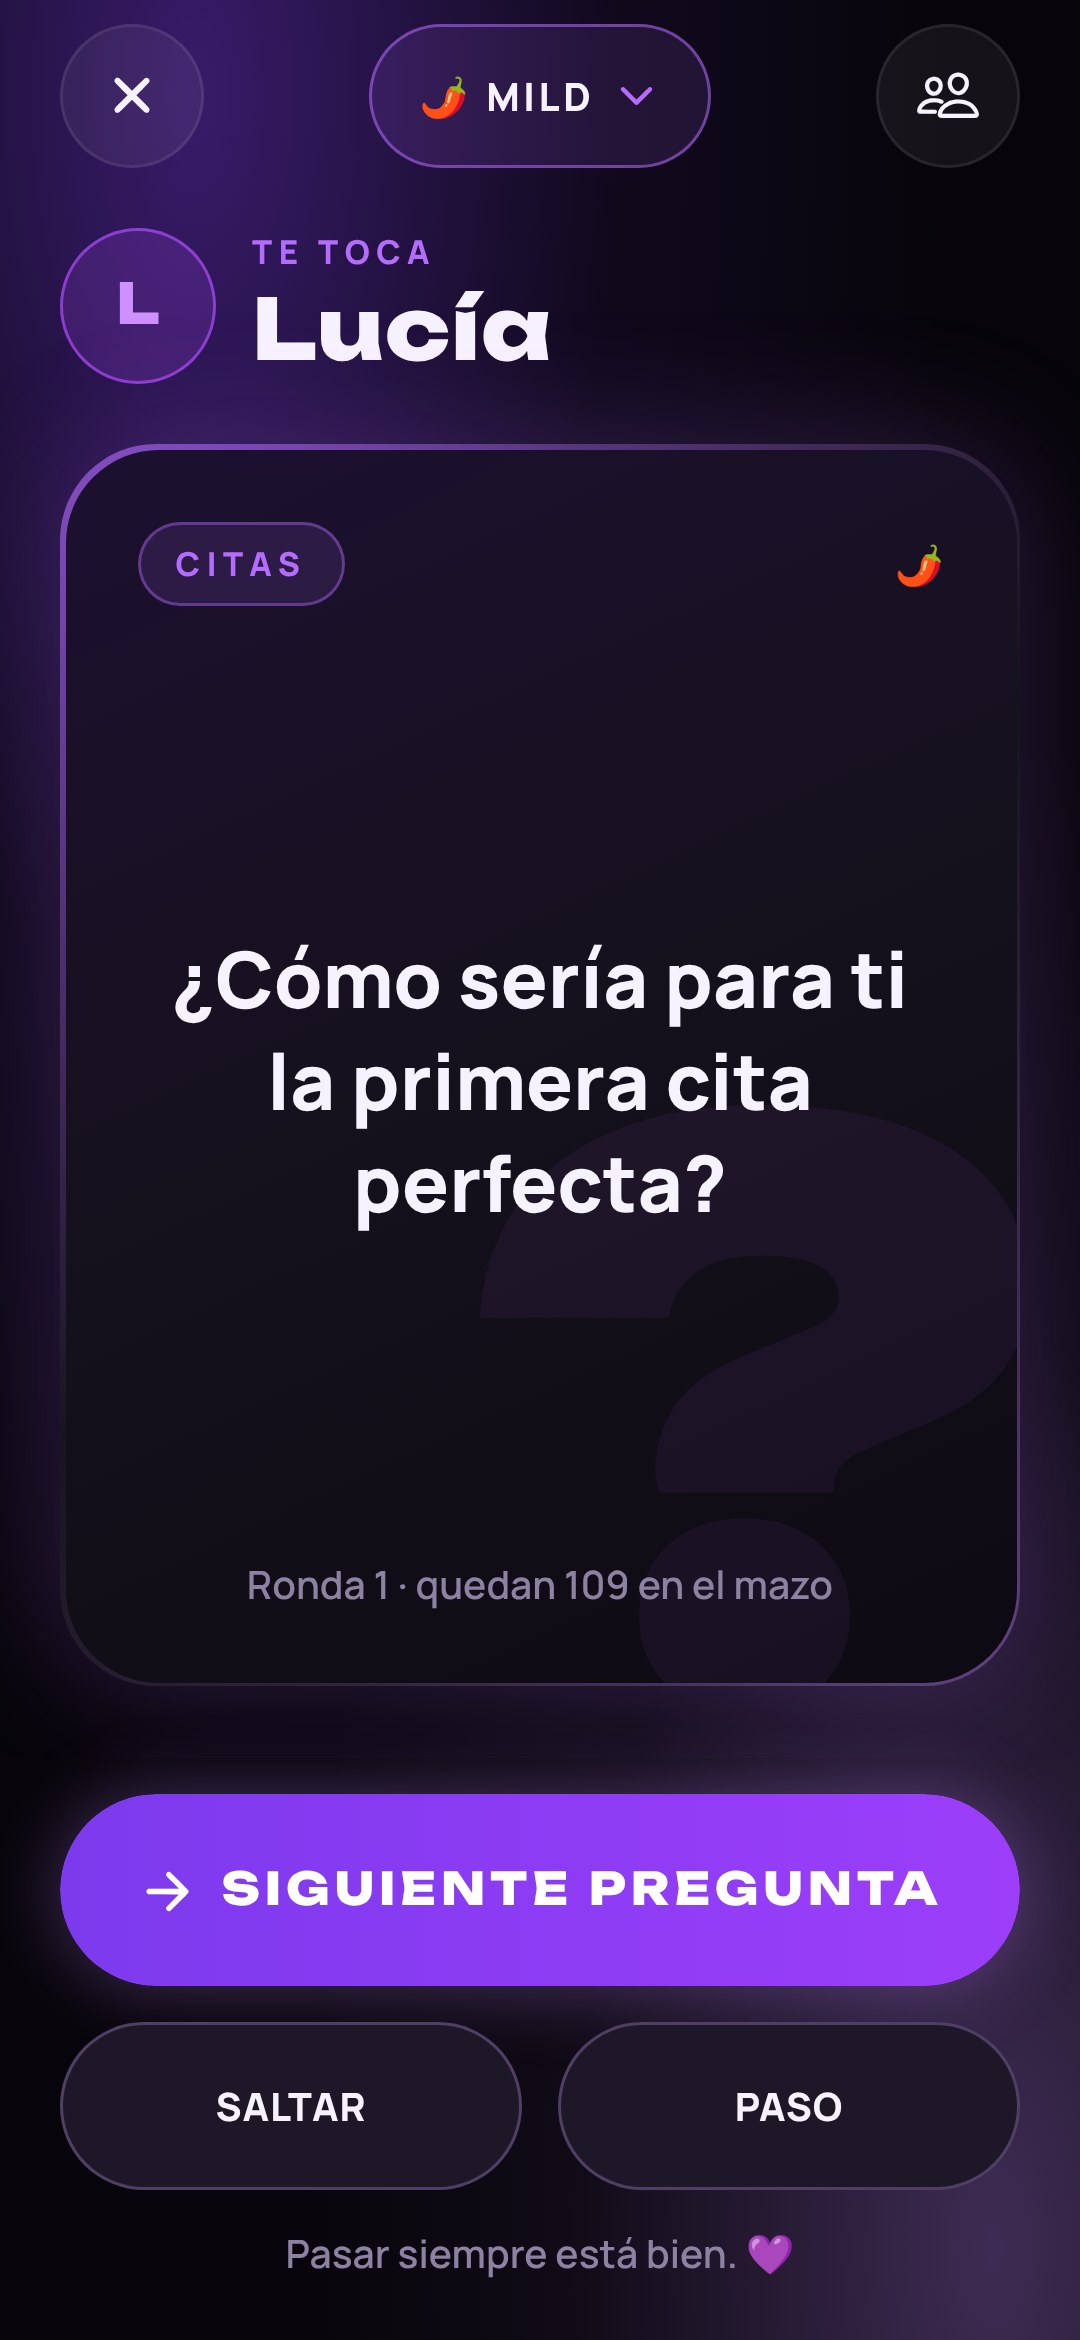 🌶️ MILD
TE TOCA
L
Lucía
CITAS
🌶️
¿Cómo sería para ti
la primera cita
perfecta?
?
Ronda 1 · quedan 109 en el mazo
→ SIGUIENTE PREGUNTA
SALTAR
PASO
Pasar siempre está bien. 💜